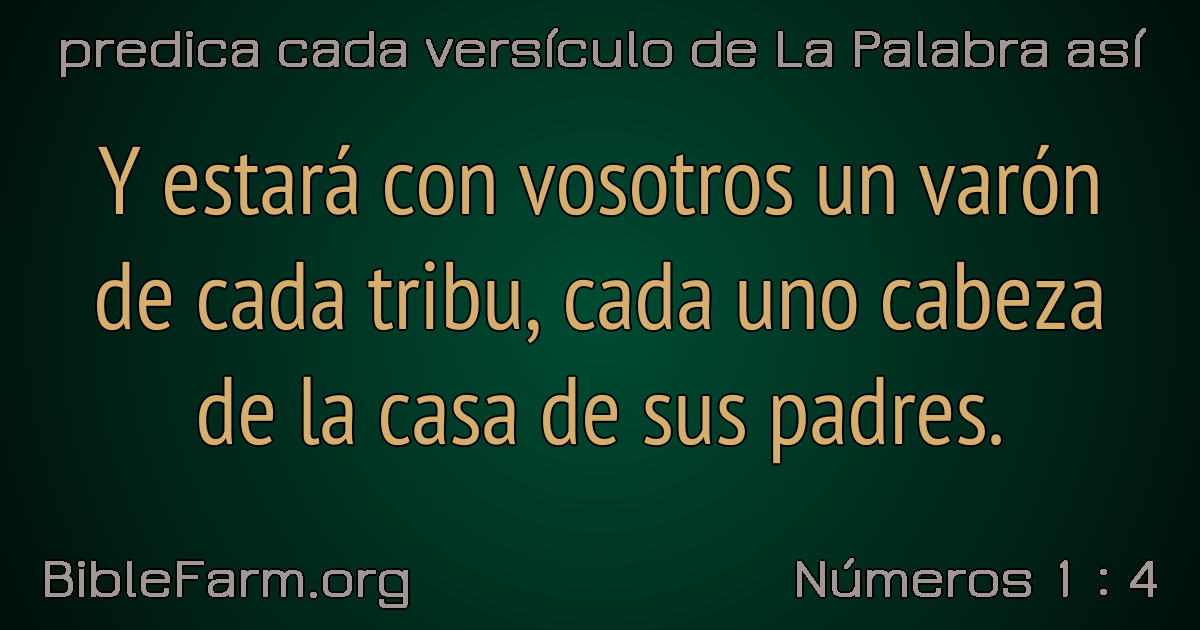 predica cada versículo de La Palabra así
Y estará con vosotros un varón
de cada tribu, cada uno cabeza
de la casa de sus padres.
BibleFarm.org
Números 1 : 4